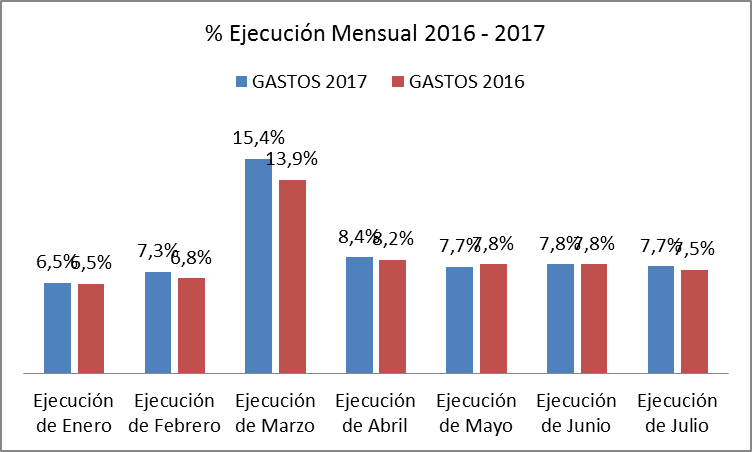 % Ejecución Mensual 2016 - 2017
GASTOS 2017 GASTOS 2016
15,4%
13,9%
8,4% 8,2%
7,7% 7,8%
7,8% 7,8%
7,7% 7,5%
7,3% 6,8%
6,5% 6,5%
Ejecución Ejecución Ejecución Ejecución Ejecución Ejecución Ejecución
de Enero de Febrero de Marzo de Abril de Mayo de Junio de Julio